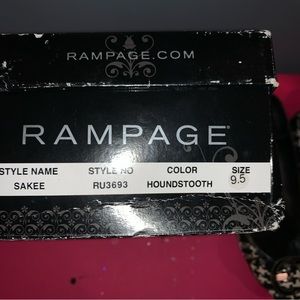 RAMPAGE.COM
RAMPAGE
STYLE NAME STYLE NO COLOR SIZE
SAKEE RU3693 HOUNDSTOOTH 9.5